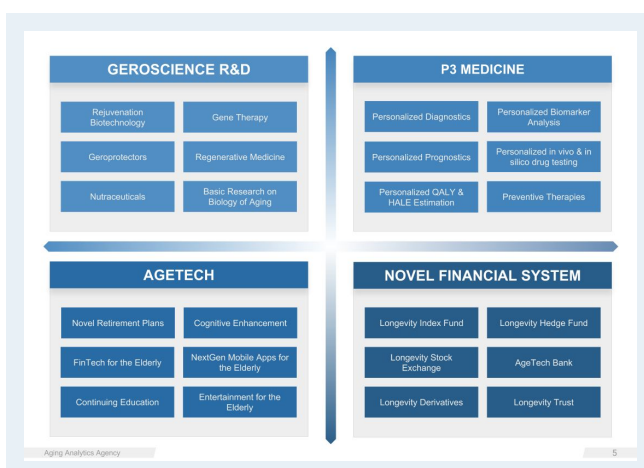 GEROSCIENCE R&D
Rejuvenation
Biotechnology
Gene Therapy
Geroprotectors
Regenerative Medicine
Nutraceuticals
Basic Research on
Biology of Aging
P3 MEDICINE
Personalized Diagnostics
Personalized Biomarker
Analysis
Personalized Prognostics
Personalized in vivo & in
silico drug testing
Personalized QALY &
HALE Estimation
Preventive Therapies
AGETECH
Novel Retirement Plans
Cognitive Enhancement
FinTech for the Elderly
NextGen Mobile Apps for
the Elderly
Continuing Education
Entertainment for the
Elderly
NOVEL FINANCIAL SYSTEM
Longevity Index Fund
Longevity Hedge Fund
Longevity Stock
Exchange
AgeTech Bank
Longevity Derivatives
Longevity Trust
Aging Analytics Agency
5